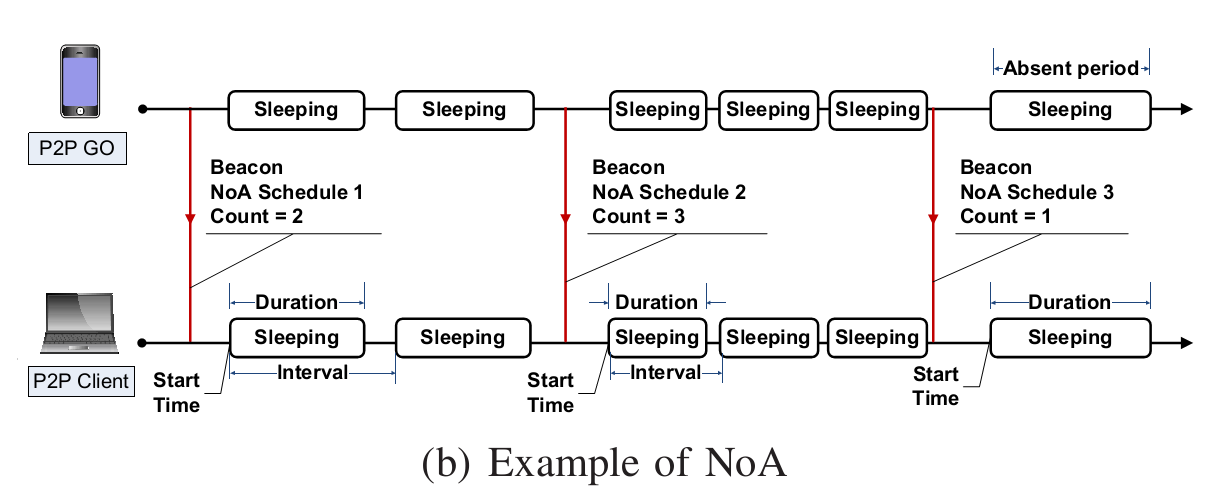 Absent period
Sleeping Sleeping Sleeping Sleeping Sleeping Sleeping
P2P GO
Beacon
NoA Schedule 1
Count = 2
Beacon
NoA Schedule 2
Count = 3
Beacon
NoA Schedule 3
Count = 1
Duration Duration Duration
Sleeping Sleeping Sleeping Sleeping Sleeping Sleeping
P2P Client
Start
Time
Interval
Start
Time
Interval
Start
Time
(b) Example of NoA